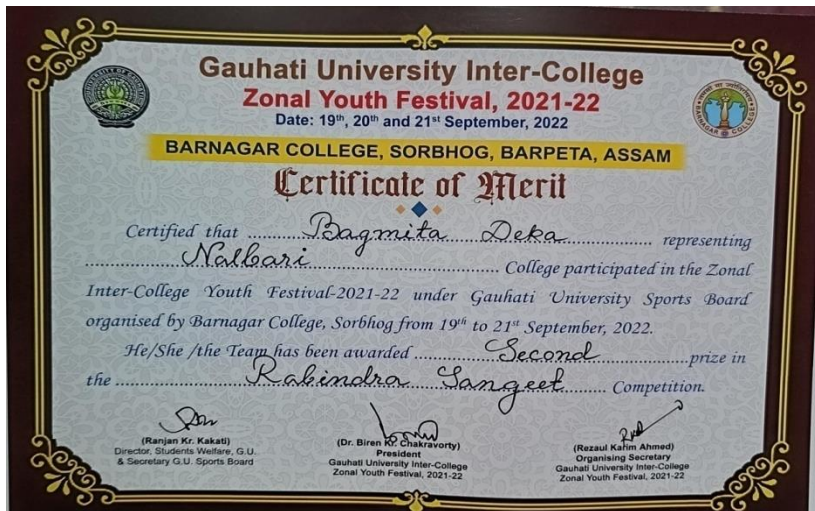 Gauhati University Inter-College
Zonal Youth Festival, 2021-22
Date: 19th, 20th and 21st September, 2022
BARNAGAR COLLEGE, SORBHOG, BARPETA, ASSAM
Certificate of Merit
Certified that Bagmita Deka representing
Nalbari College participated in the Zonal
Inter-College Youth Festival-2021-22 under Gauhati University Sports Board
organised by Barnagar College, Sorbhog from 19th to 21st September, 2022.
He/She /the Team has been awarded Second prize in
the Rabindra Sangeet Competition.
(Ranjan Kr. Kakati)
Director, Students Welfare, G.U.
& Secretary G.U. Sports Board
(Dr. Biren Kr. Chakravorty)
President
Gauhati University Inter-College
Zonal Youth Festival, 2021-22
(Rezaul Karim Ahmed)
Organising Secretary
Gauhati University Inter-College
Zonal Youth Festival, 2021-22